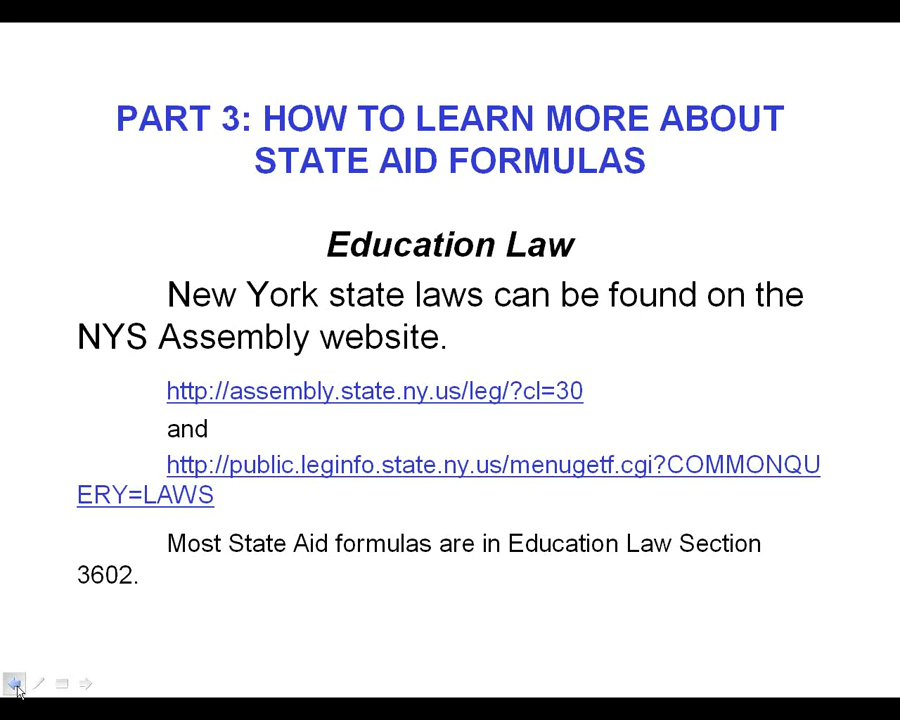 PART 3: HOW TO LEARN MORE ABOUT
STATE AID FORMULAS
Education Law
New York state laws can be found on the
NYS Assembly website.
http://assembly.state.ny.us/leg/?cl=30
and
http://public.leginfo.state.ny.us/menugetf.cgi?COMMONQU
ERY=LAWS
Most State Aid formulas are in Education Law Section
3602.